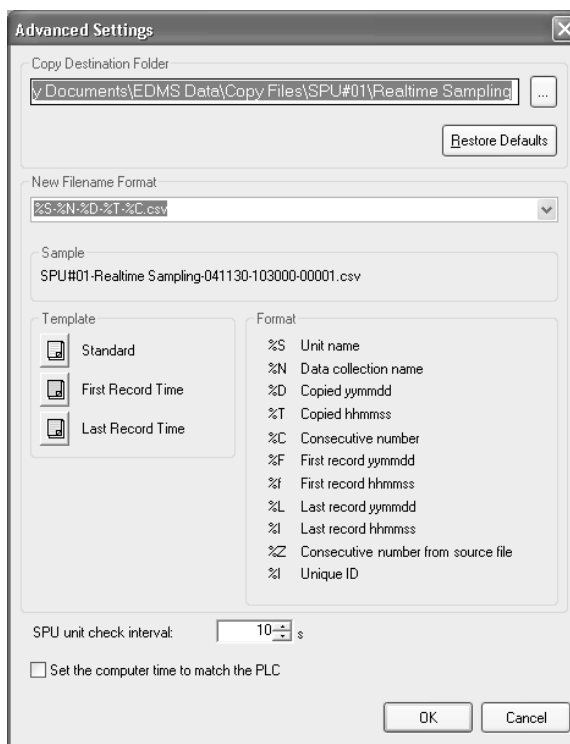 Advanced Settings
Copy Destination Folder
y Documents\EDMS Data\Copy Files\SPU#01\Realtime Sampling
...
Restore Defaults
New Filename Format
%S-%N-%D-%T-%C.csv
Sample
SPU#01-Realtime Sampling-041130-103000-00001.csv
Template
Standard
First Record Time
Last Record Time
Format
%S Unit name
%N Data collection name
%D Copied yymmdd
%T Copied hhmmss
%C Consecutive number
%F First record yymmdd
%f First record hhmmss
%L Last record yymmdd
%l Last record hhmmss
%Z Consecutive number from source file
%I Unique ID
SPU unit check interval: 10 s
Set the computer time to match the PLC
OK Cancel